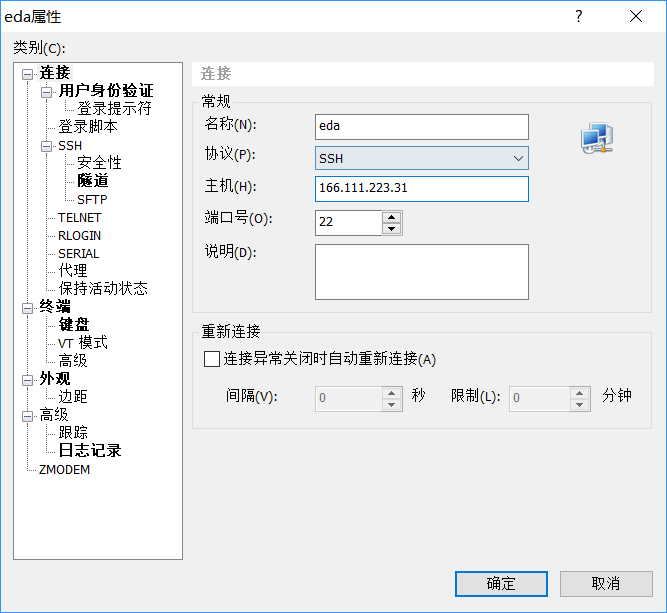 eda属性
类别(C):
连接
用户身份验证
登录提示符
登录脚本
SSH
安全性
隧道
SFTP
TELNET
RLOGIN
SERIAL
代理
保持活动状态
终端
键盘
VT 模式
高级
外观
边距
高级
跟踪
日志记录
ZMODEM
连接
常规
名称(N): eda
协议(P): SSH
主机(H): 166.111.223.31
端口号(O): 22
说明(D):
重新连接
连接异常关闭时自动重新连接(A)
间隔(V): 0 秒 限制(L): 0 分钟
确定 取消